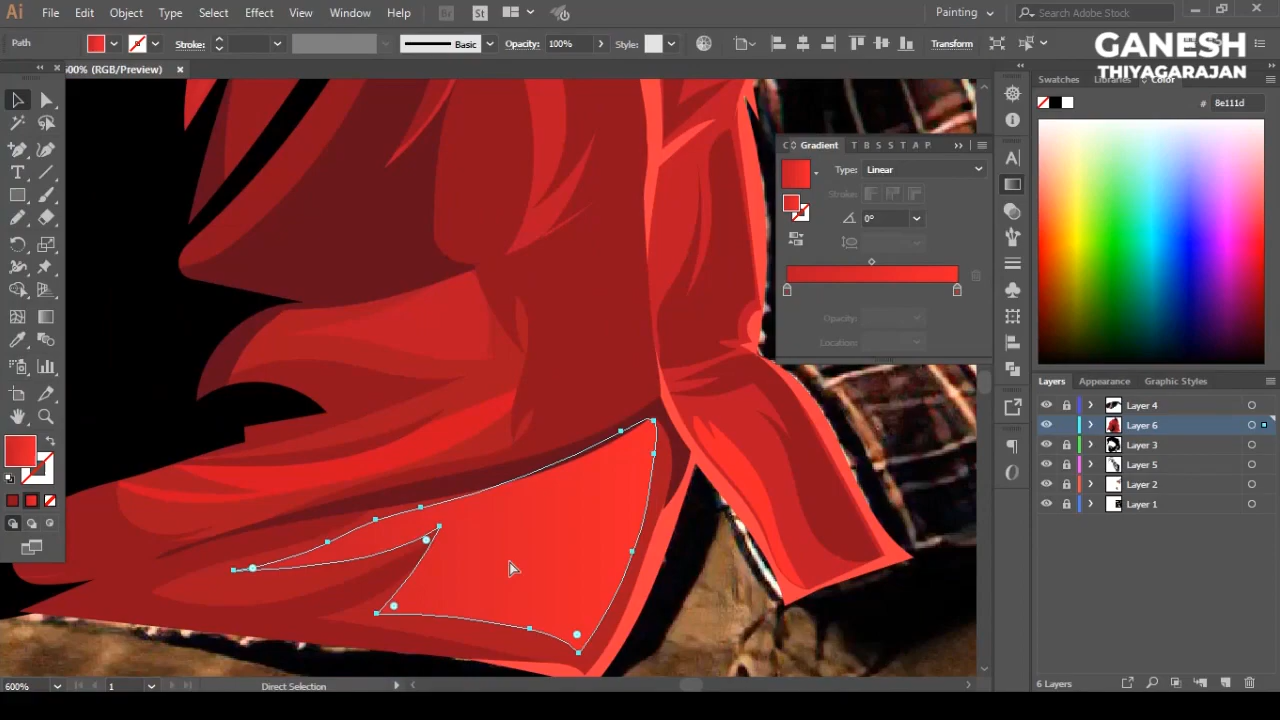 Ai File Edit Object Type Select Effect View Window Help Br St Painting Search Adobe Stock
Path Stroke: Basic Opacity: 100% Style: Transform
GANESH
THIYAGARAJAN
600% (RGB/Preview)
Swatches Libraries Color
# 8e111d
Gradient T B S S T A P
Type: Linear
Stroke:
0°
Opacity:
Location:
Layers Appearance Graphic Styles
Layer 4
Layer 6
Layer 3
Layer 5
Layer 2
Layer 1
6 Layers
600% 1 Direct Selection